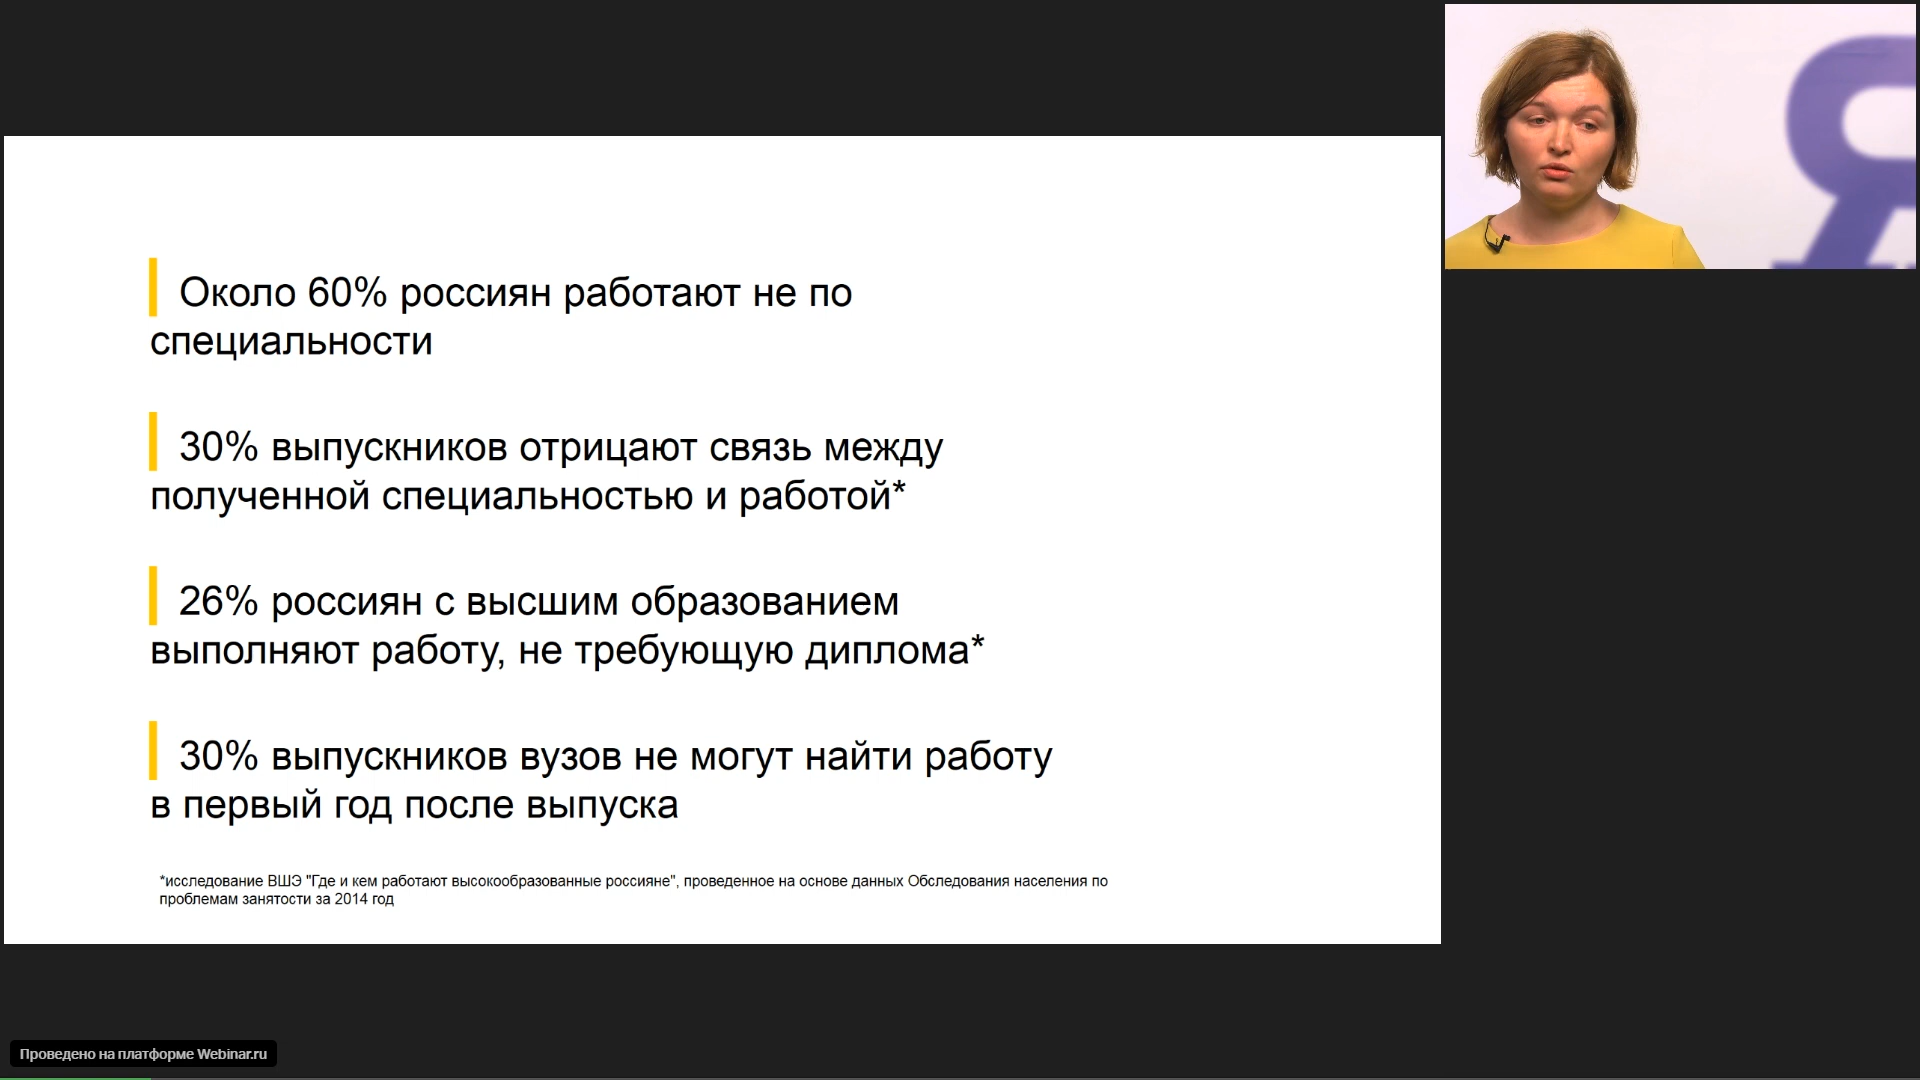 Околo 60% россиян работают не по
специальности
30% выпускников отрицают связь между
полученной специальностью и работой*
26% россиян с высшим образованием
выполняют работу, не требующую диплома*
30% выпускников вузов не могут найти работу
в первый год после выпуска
*исследование ВШЭ "Где и кем работают высокообразованные россияне", проведенное на основе данных Обследования населения по
проблемам занятости за 2014 год
Я
Проведено на платформе Webinar.ru